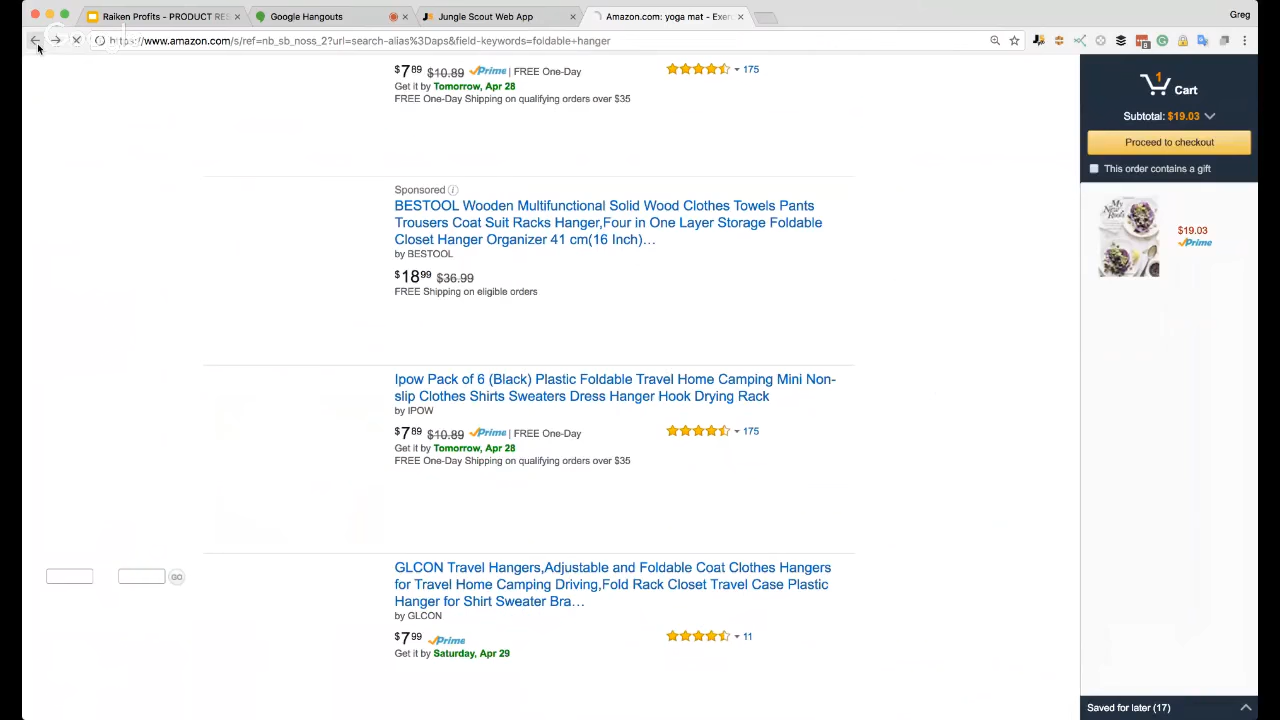 Raiken Profits - PRODUCT RES
Google Hangouts
Jungle Scout Web App
Amazon.com: yoga mat - Exer
Greg
https://www.amazon.com/s/ref=nb_sb_noss_2?url=search-alias%3Daps&field-keywords=foldable+hanger
$7 89 $10.89 Prime | FREE One-Day
175
Get it by Tomorrow, Apr 28
FREE One-Day Shipping on qualifying orders over $35
Sponsored
BESTOOL Wooden Multifunctional Solid Wood Clothes Towels Pants
Trousers Coat Suit Racks Hanger,Four in One Layer Storage Foldable
Closet Hanger Organizer 41 cm(16 Inch)…
by BESTOOL
$18 99 $36.99
FREE Shipping on eligible orders
Ipow Pack of 6 (Black) Plastic Foldable Travel Home Camping Mini Non-
slip Clothes Shirts Sweaters Dress Hanger Hook Drying Rack
by IPOW
$7 89 $10.89 Prime | FREE One-Day
175
Get it by Tomorrow, Apr 28
FREE One-Day Shipping on qualifying orders over $35
GLCON Travel Hangers,Adjustable and Foldable Coat Clothes Hangers
for Travel Home Camping Driving,Fold Rack Closet Travel Case Plastic
Hanger for Shirt Sweater Bra…
by GLCON
$7 99 Prime
11
Get it by Saturday, Apr 29
GO
1
Cart
Subtotal: $19.03
Proceed to checkout
This order contains a gift
My New Roots
$19.03
Prime
Saved for later (17)